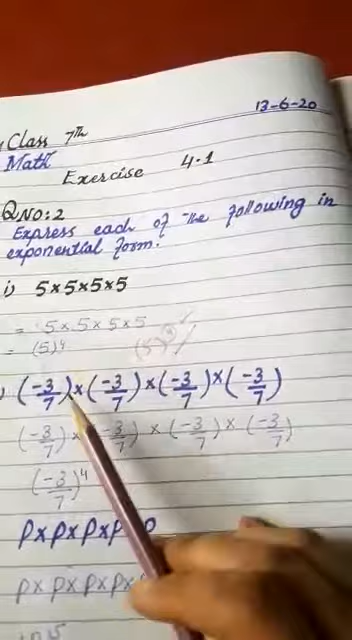 Class 7th 13-6-20
Math
Exercise 4.1
QNO:2
Express each of the following in
exponential form.
i) 5×5×5×5
= 5×5×5×5
= (5)⁴
(-3/7)×(-3/7)×(-3/7)×(-3/7)
(-3/7)× -3/7)×(-3/7)×(-3/7)
(-3/7)⁴
P×P×P×P P
P×P×P×P×